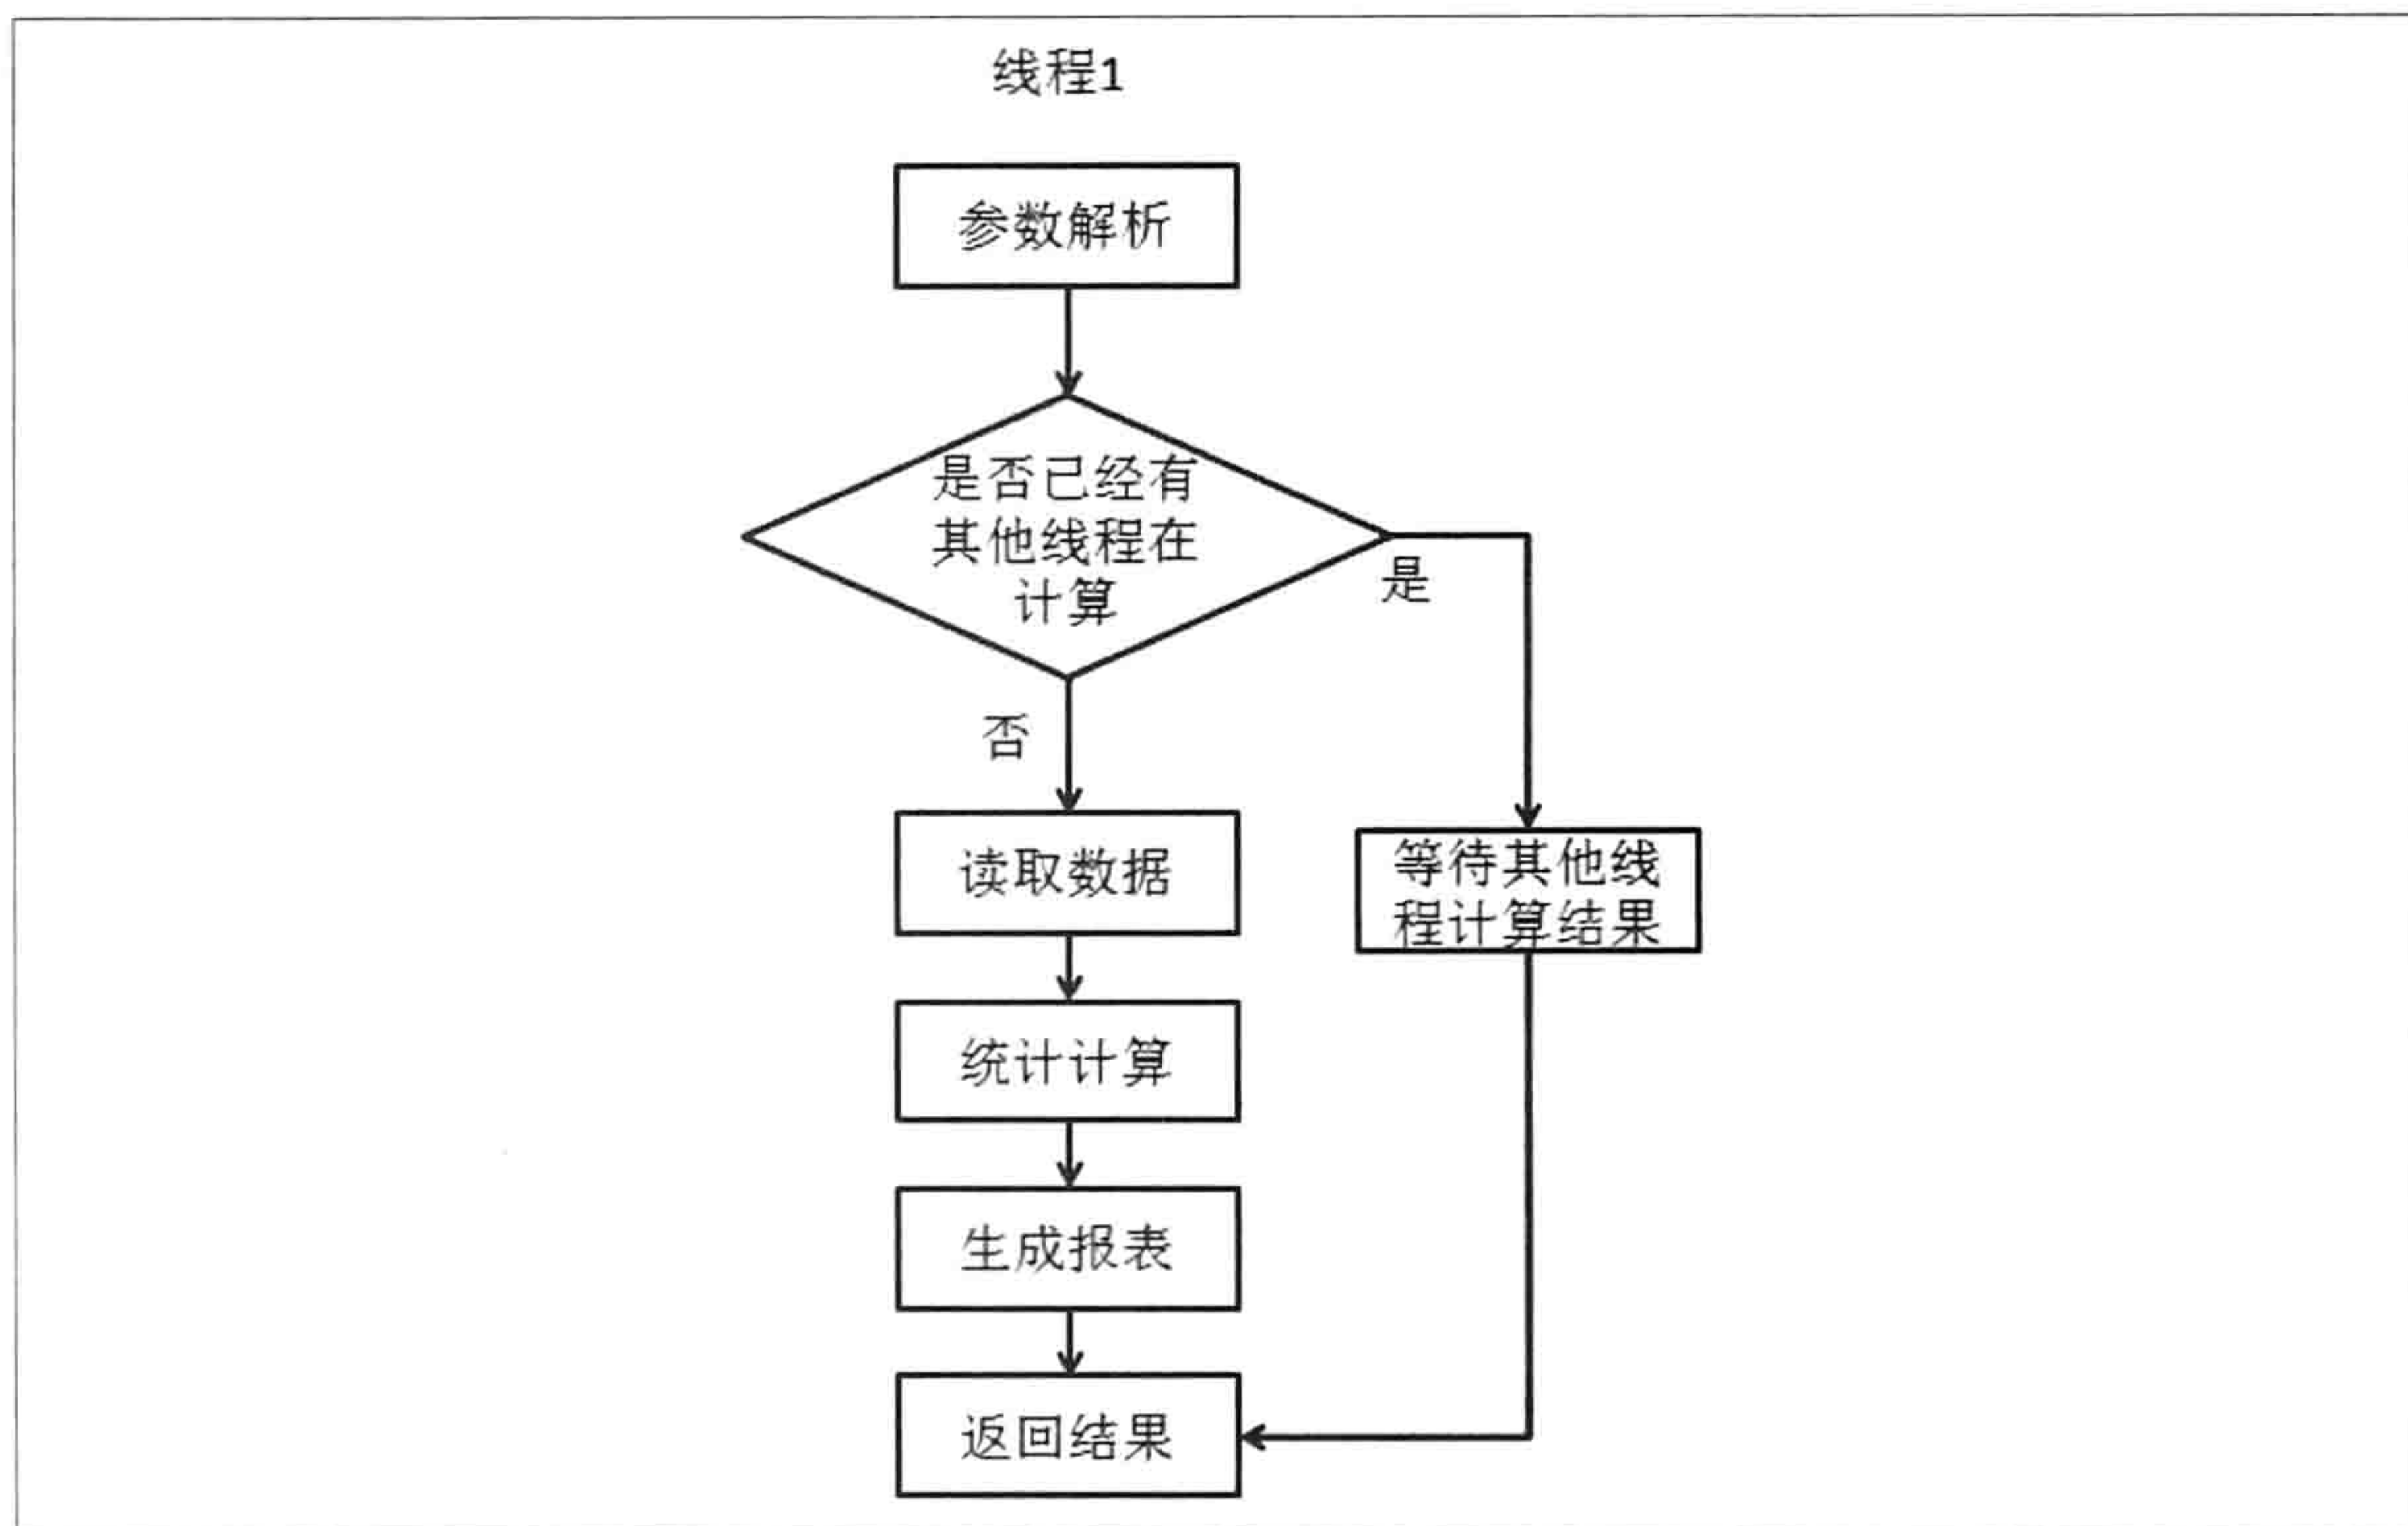 线程1
参数解析
是否已经有
其他线程在
计算
是
否
读取数据
等待其他线
程计算结果
统计计算
生成报表
返回结果